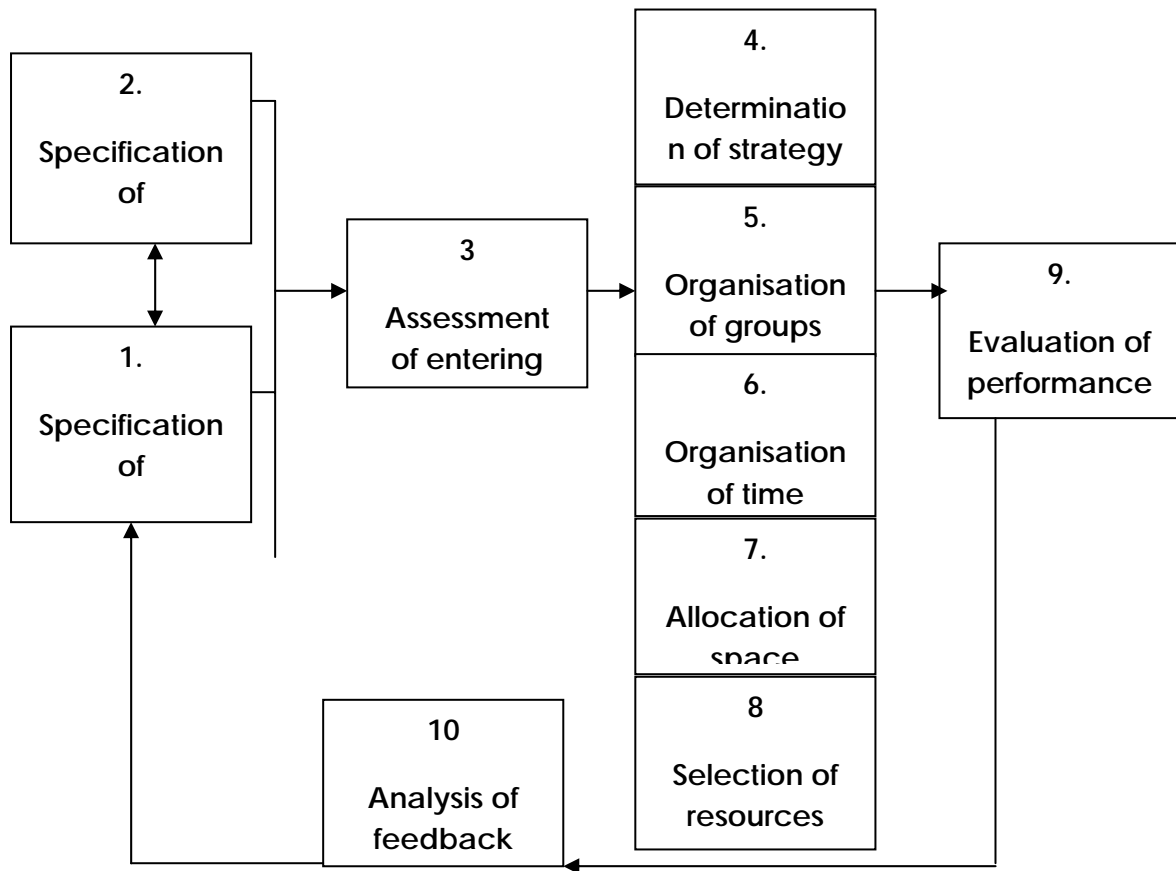 2.
Specification
of
1.
Specification
of
3
Assessment
of entering
4.
Determinatio
n of strategy
5.
Organisation
of groups
6.
Organisation
of time
7.
Allocation of
space
8
Selection of
resources
9.
Evaluation of
performance
10
Analysis of
feedback